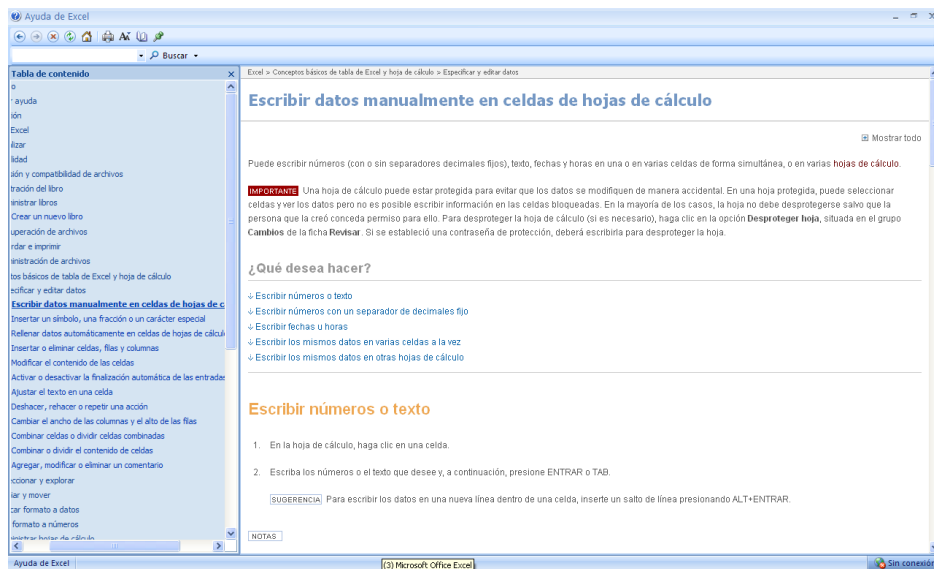 Ayuda de Excel
Buscar
Tabla de contenido
Excel > Conceptos básicos de tabla de Excel y hoja de cálculo > Especificar y editar datos
o
ayuda
ión
Excel
lizar
lidad
sión y compatibilidad de archivos
tración del libro
ministrar libros
Crear un nuevo libro
uperación de archivos
rdar e imprimir
ministración de archivos
tos básicos de tabla de Excel y hoja de cálculo
ecificar y editar datos
Escribir datos manualmente en celdas de hojas de c
Insertar un símbolo, una fracción o un carácter especial
Rellenar datos automáticamente en celdas de hojas de cálcul
Insertar o eliminar celdas, filas y columnas
Modificar el contenido de las celdas
Activar o desactivar la finalización automática de las entradas
Ajustar el texto en una celda
Deshacer, rehacer o repetir una acción
Cambiar el ancho de las columnas y el alto de las filas
Combinar celdas o dividir celdas combinadas
Combinar o dividir el contenido de celdas
Agregar, modificar o eliminar un comentario
ccionar y explorar
iar y mover
car formato a datos
formato a números
ministrar hojas de cálculo
Escribir datos manualmente en celdas de hojas de cálculo
Mostrar todo
Puede escribir números (con o sin separadores decimales fijos), texto, fechas y horas en una o en varias celdas de forma simultánea, o en varias hojas de cálculo.
IMPORTANTE Una hoja de cálculo puede estar protegida para evitar que los datos se modifiquen de manera accidental. En una hoja protegida, puede seleccionar
celdas y ver los datos pero no es posible escribir información en las celdas bloqueadas. En la mayoría de los casos, la hoja no debe desprotegerse salvo que la
persona que la creó conceda permiso para ello. Para desproteger la hoja de cálculo (si es necesario), haga clic en la opción Desproteger hoja, situada en el grupo
Cambios de la ficha Revisar. Si se estableció una contraseña de protección, deberá escribirla para desproteger la hoja.
¿Qué desea hacer?
Escribir números o texto
Escribir números con un separador de decimales fijo
Escribir fechas u horas
Escribir los mismos datos en varias celdas a la vez
Escribir los mismos datos en otras hojas de cálculo
Escribir números o texto
1. En la hoja de cálculo, haga clic en una celda.
2. Escriba los números o el texto que desee y, a continuación, presione ENTRAR o TAB.
SUGERENCIA Para escribir los datos en una nueva línea dentro de una celda, inserte un salto de línea presionando ALT+ENTRAR.
NOTAS
Ayuda de Excel
(3) Microsoft Office Excel
Sin conexión